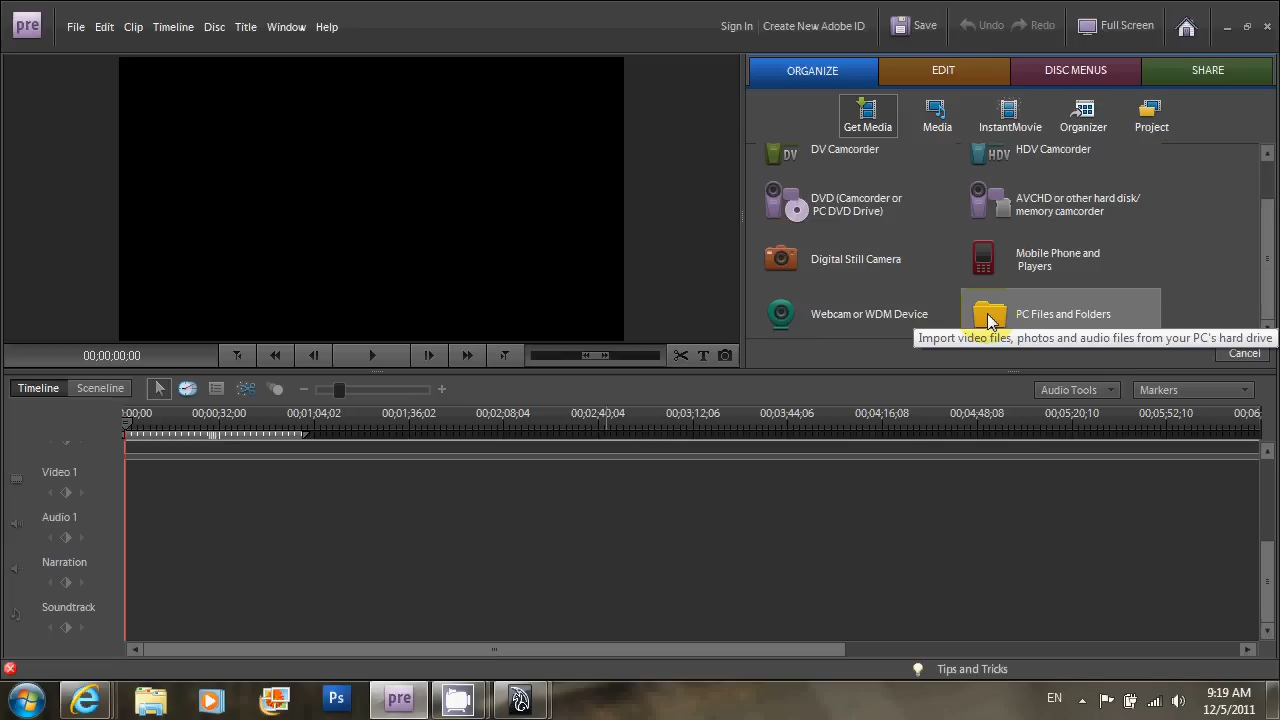 pre File Edit Clip Timeline Disc Title Window Help Sign In Create New Adobe ID Save Undo Redo Full Screen
ORGANIZE EDIT DISC MENUS SHARE
Get Media Media InstantMovie Organizer Project
DV DV Camcorder HDV HDV Camcorder
DVD (Camcorder or
PC DVD Drive)
AVCHD or other hard disk/
memory camcorder
Digital Still Camera
Mobile Phone and
Players
Webcam or WDM Device PC Files and Folders
Import video files, photos and audio files from your PC's hard drive
Cancel
00;00;00;00
Timeline Sceneline Audio Tools Markers
;00;00 00;00;32;00 00;01;04;02 00;01;36;02 00;02;08;04 00;02;40;04 00;03;12;06 00;03;44;06 00;04;16;08 00;04;48;08 00;05;20;10 00;05;52;10 00;06;
Video 1
Audio 1
Narration
Soundtrack
Tips and Tricks
Ps pre EN 9:19 AM
12/5/2011